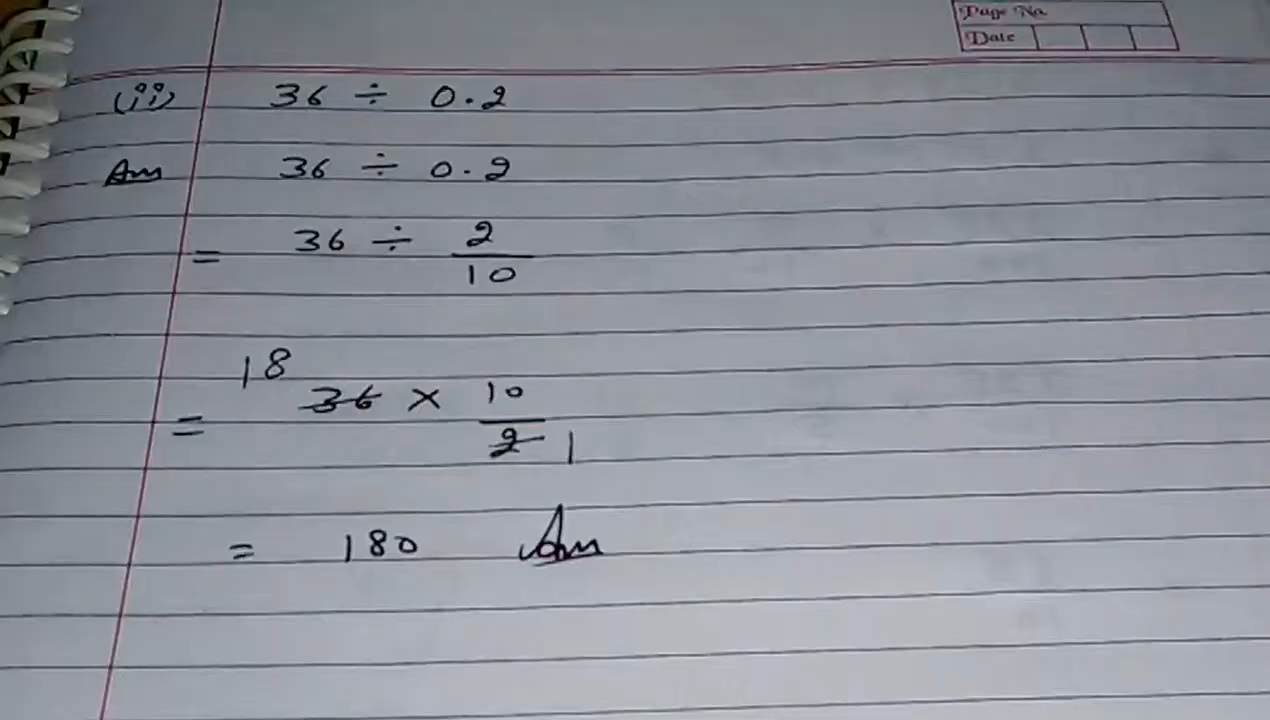 Page No.
Date
(ii) 36 ÷ 0.2
Ans 36 ÷ 0.2
= 36 ÷ 2/10
18
= 36 × 10/2 1
= 180 Ans